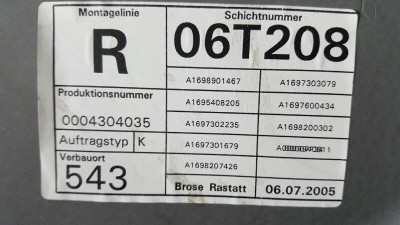 Montagelinie
R
Schichtnummer
06T208
Produktionsnummer
0004304035
Auftragstyp K
Verbauort
543
A1698901467 A1697303079
A1695408205 A1697600434
A1697302235 A1698200302
A1697301679
A1698207426
Brose Rastatt 06.07.2005